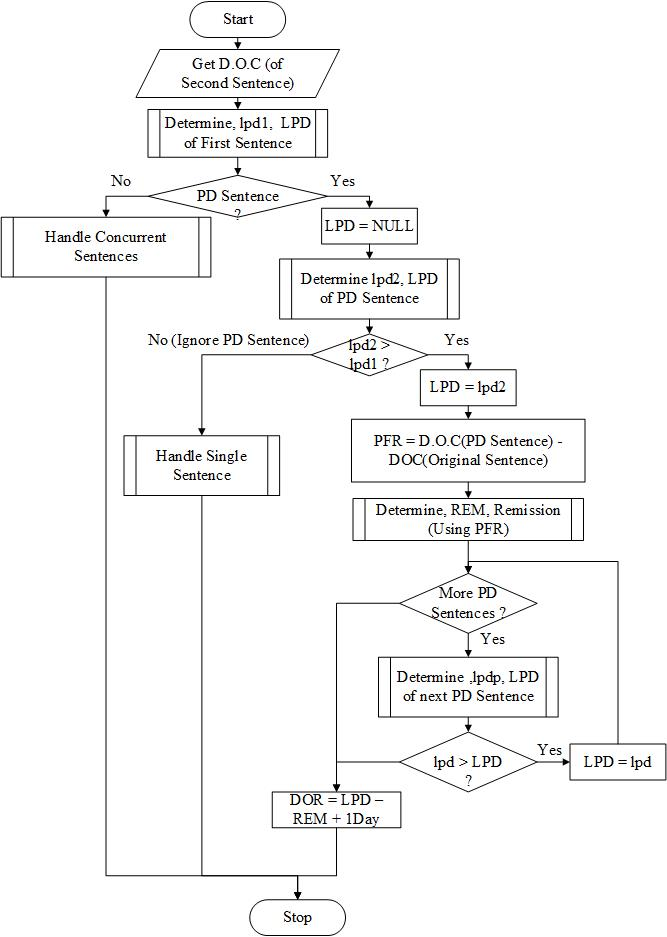 Start
Get D.O.C (of
Second Sentence)
Determine, lpd1, LPD
of First Sentence
No
Yes
PD Sentence
?
Handle Concurrent
Sentences
LPD = NULL
Determine lpd2, LPD
of PD Sentence
No (Ignore PD Sentence)
lpd2 >
lpd1 ?
Yes
LPD = lpd2
PFR = D.O.C(PD Sentence) -
DOC(Original Sentence)
Handle Single
Sentence
Determine, REM, Remission
(Using PFR)
More PD
Sentences ?
Yes
Determine ,lpdp, LPD
of next PD Sentence
lpd > LPD
?
Yes
LPD = lpd
DOR = LPD –
REM + 1Day
Stop